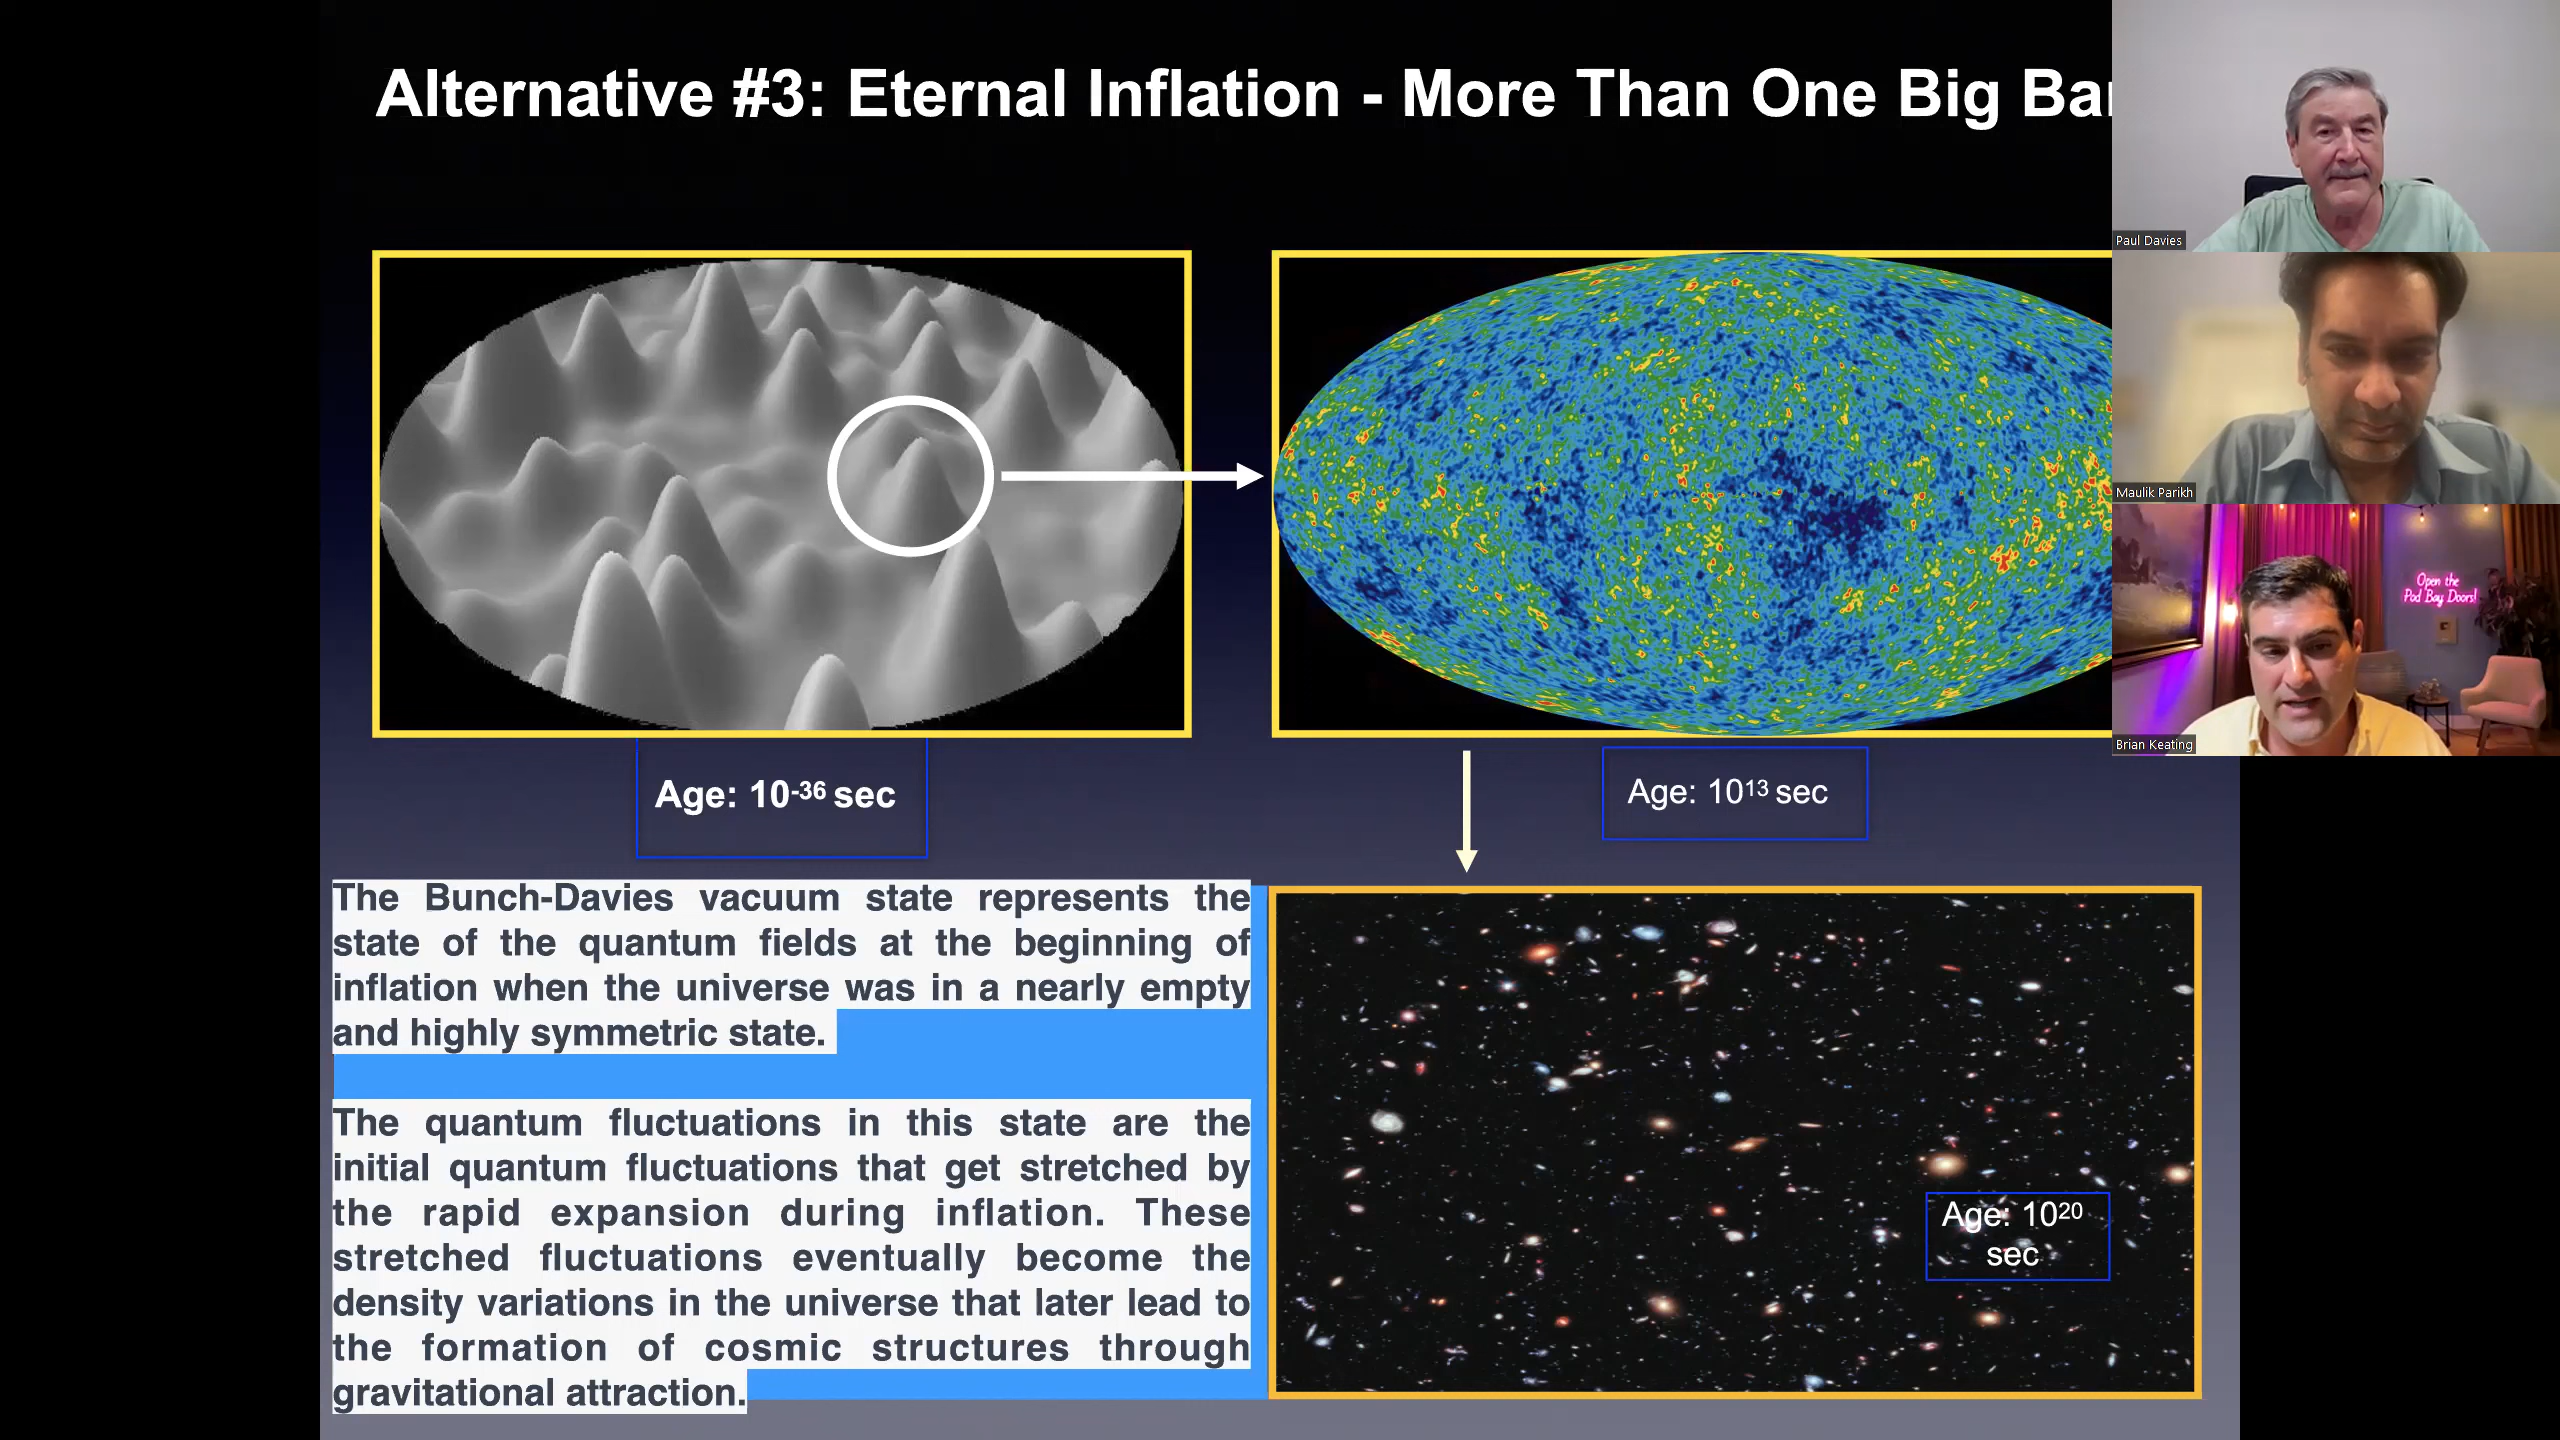 Alternative #3: Eternal Inflation - More Than One Big Ba
Paul Davies
Maulik Parikh
Open the
Pod Bay Doors!
Brian Keating
Age: 10-36 sec
Age: 1013 sec
The Bunch-Davies vacuum state represents the
state of the quantum fields at the beginning of
inflation when the universe was in a nearly empty
and highly symmetric state.
The quantum fluctuations in this state are the
initial quantum fluctuations that get stretched by
the rapid expansion during inflation. These
stretched fluctuations eventually become the
density variations in the universe that later lead to
the formation of cosmic structures through
gravitational attraction.
Age: 1020
sec